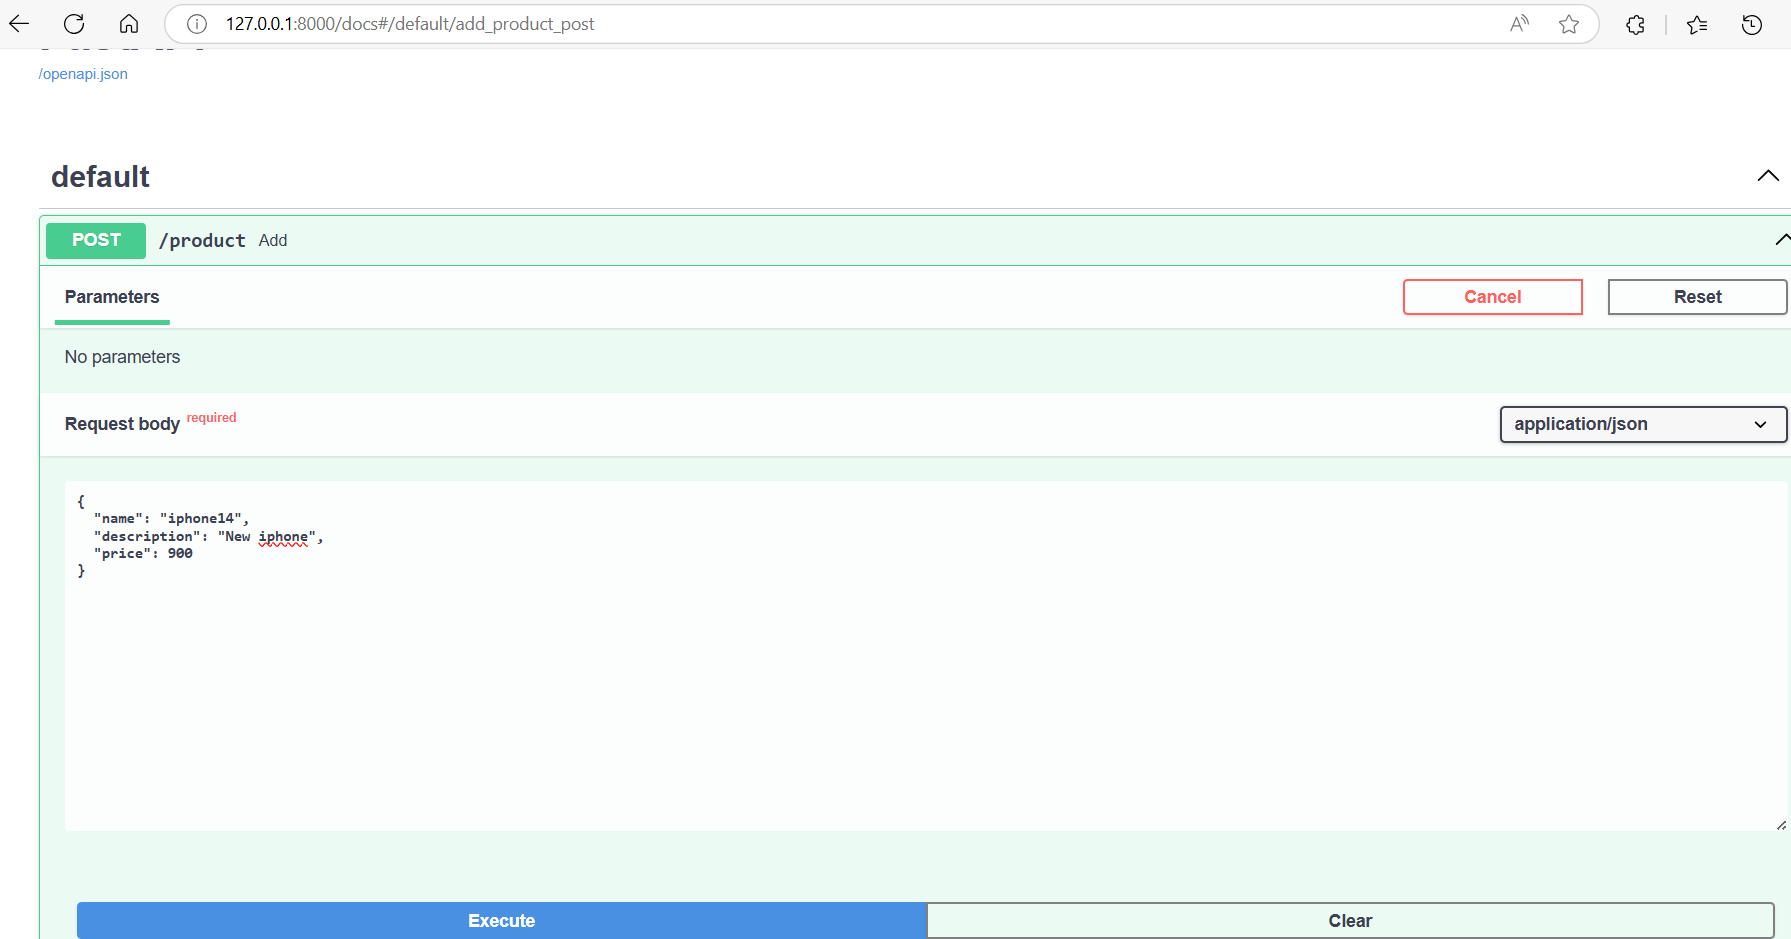 127.0.0.1:8000/docs#/default/add_product_post
/openapi.json
default
POST /product Add
Parameters
Cancel
Reset
No parameters
Request body required
application/json
{
"name": "iphone14",
"description": "New iphone",
"price": 900
}
Execute
Clear